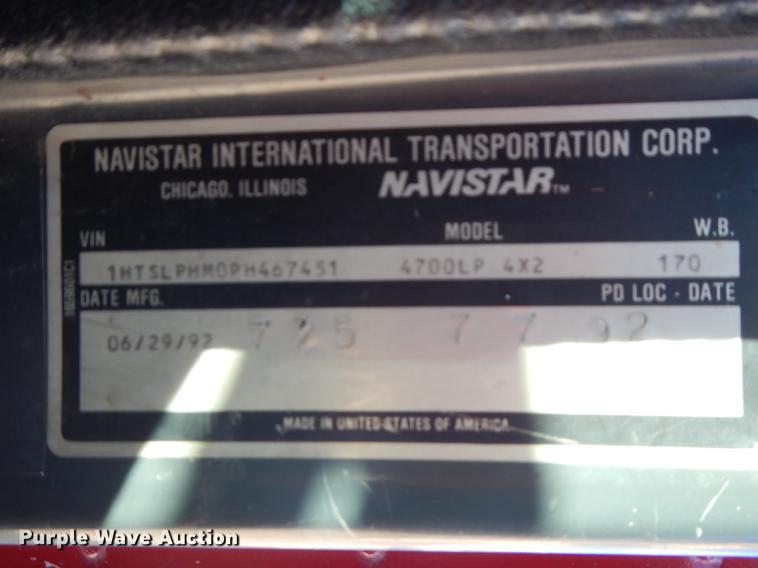 NAVISTAR INTERNATIONAL TRANSPORTATION CORP.
CHICAGO, ILLINOIS NAVISTAR™
VIN MODEL W.B.
1HTSLPHM0PH467451 4700LP 4X2 170
DATE MFG. PD LOC - DATE
06/29/92 725 7 7 92
MADE IN UNITED STATES OF AMERICA
Purple Wave Auction